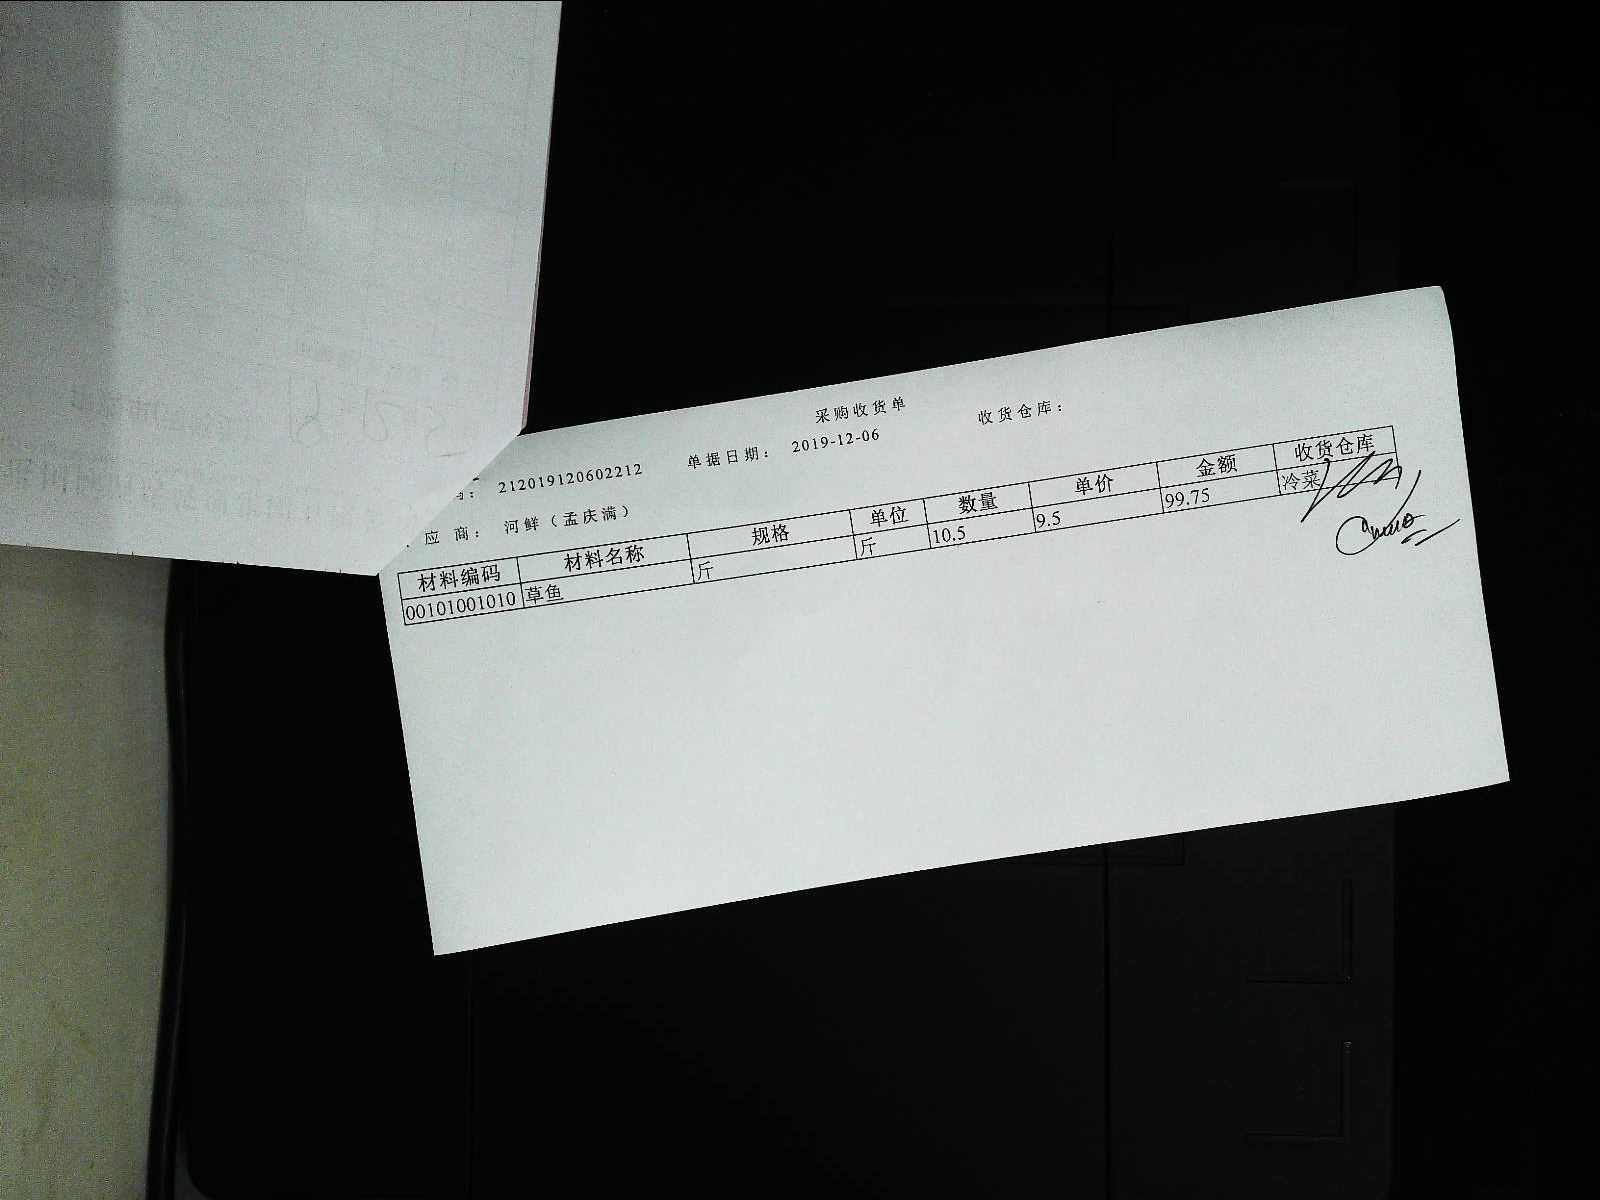 采购收货单
码： 212019120602212 单据日期： 2019-12-06 收货仓库：
应 商： 河鲜（孟庆满）
材料编码 材料名称 规格 单位 数量 单价 金额 收货仓库
00101001010 草鱼 斤 斤 10.5 9.5 99.75 冷菜